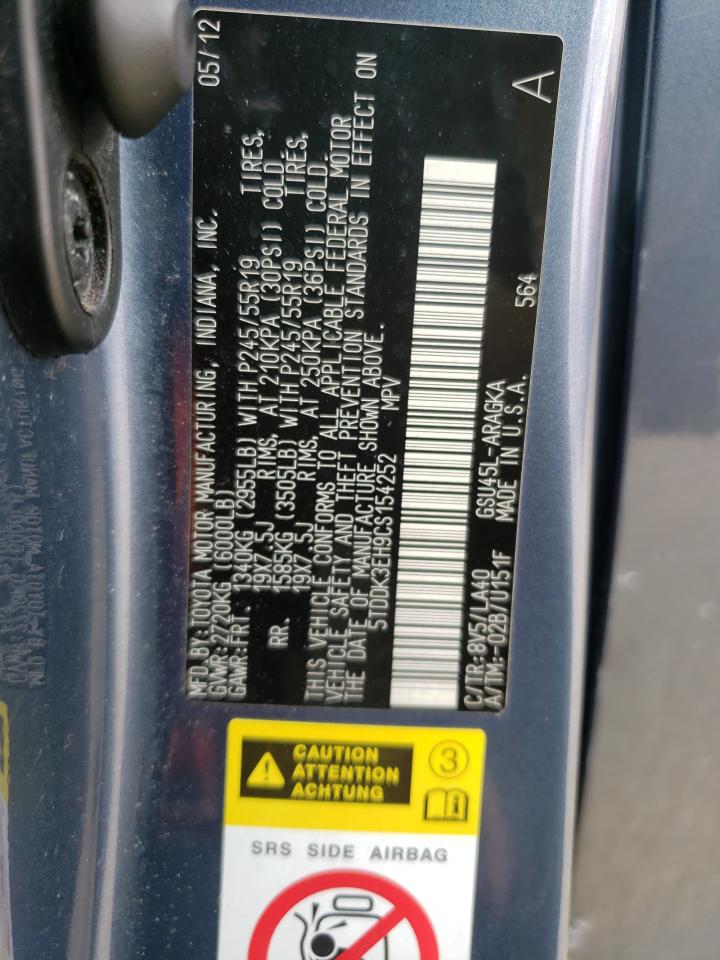 MFD.BY:TOYOTA MOTOR MANUFACTURING, INDIANA, INC. 05/12
GVWR:2720KG (6000LB)
GAWR:FRT. 1340KG (2955LB) WITH P245/55R19 TIRES,
19X7.5J RIMS, AT 210KPA (30PSI) COLD.
RR. 1585KG (3505LB) WITH P245/55R19 TIRES,
19X7.5J RIMS, AT 250KPA (36PSI) COLD.
THIS VEHICLE CONFORMS TO ALL APPLICABLE FEDERAL MOTOR
VEHICLE SAFETY AND THEFT PREVENTION STANDARDS IN EFFECT ON
THE DATE OF MANUFACTURE SHOWN ABOVE.
5TDDK3EH9CS154252 MPV
C/TR:8V5/LA40 GSU45L-ARAGKA 564 A
A/TM:-02B/U151F MADE IN U.S.A.
CAUTION
ATTENTION
ACHTUNG
3
SRS SIDE AIRBAG